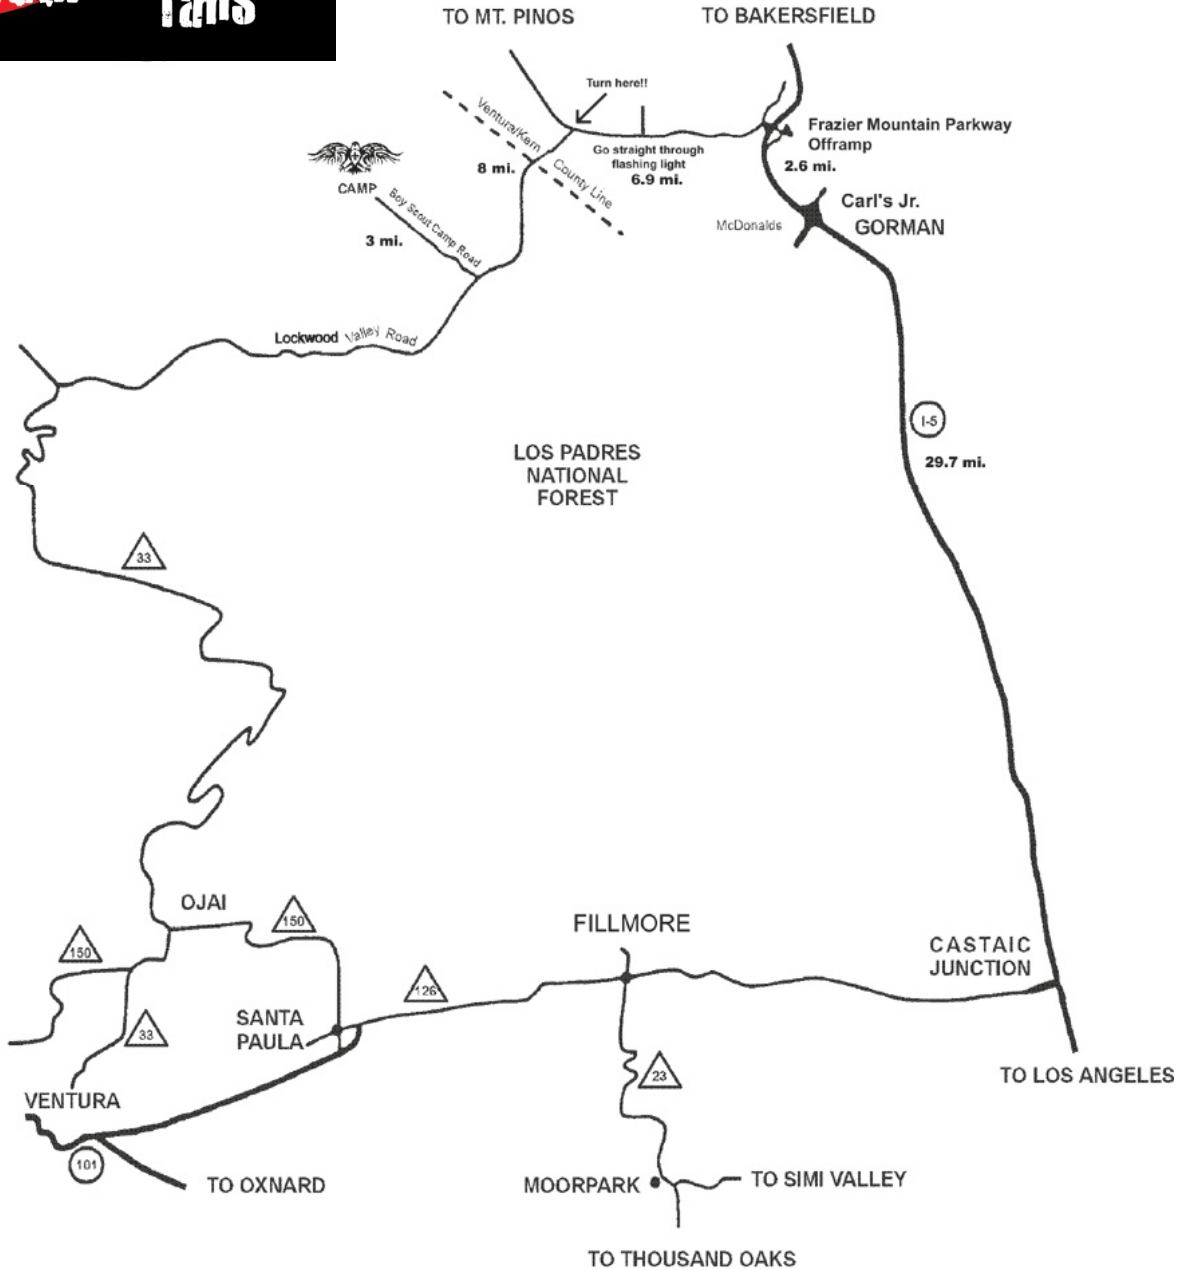 TO MT. PINOS
TO BAKERSFIELD
Turn here!!
Ventura/Kern
County Line
Frazier Mountain Parkway
Offramp
Go straight through
flashing light
6.9 mi.
2.6 mi.
8 mi.
CAMP
Boy Scout Camp Road
3 mi.
Carl's Jr.
McDonalds
GORMAN
Lockwood Valley Road
I-5
29.7 mi.
LOS PADRES
NATIONAL
FOREST
33
OJAI
150
150
FILLMORE
CASTAIC
JUNCTION
126
SANTA
PAULA
33
23
TO LOS ANGELES
VENTURA
101
TO OXNARD
MOORPARK
TO SIMI VALLEY
TO THOUSAND OAKS